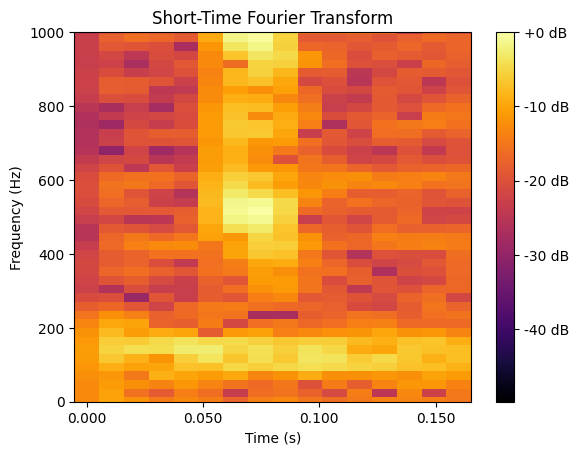 Short-Time Fourier Transform
Frequency (Hz)
1000
800
600
400
200
0
0.000
0.050
0.100
0.150
Time (s)
+0 dB
-10 dB
-20 dB
-30 dB
-40 dB